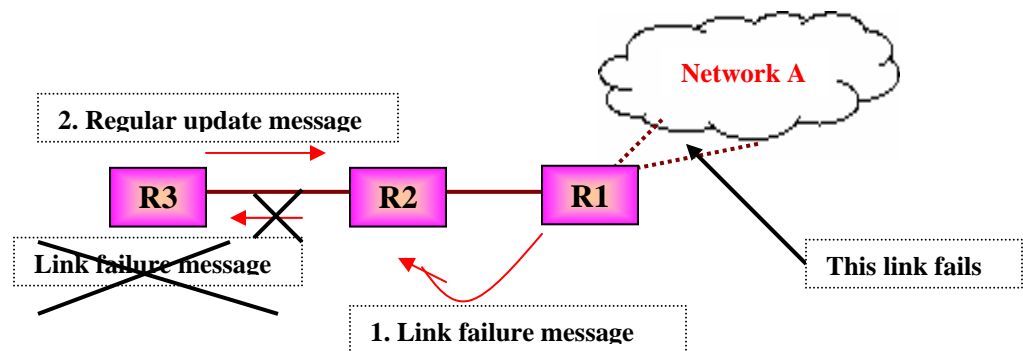 Network A
2. Regular update message
R3
R2
R1
Link failure message
This link fails
1. Link failure message